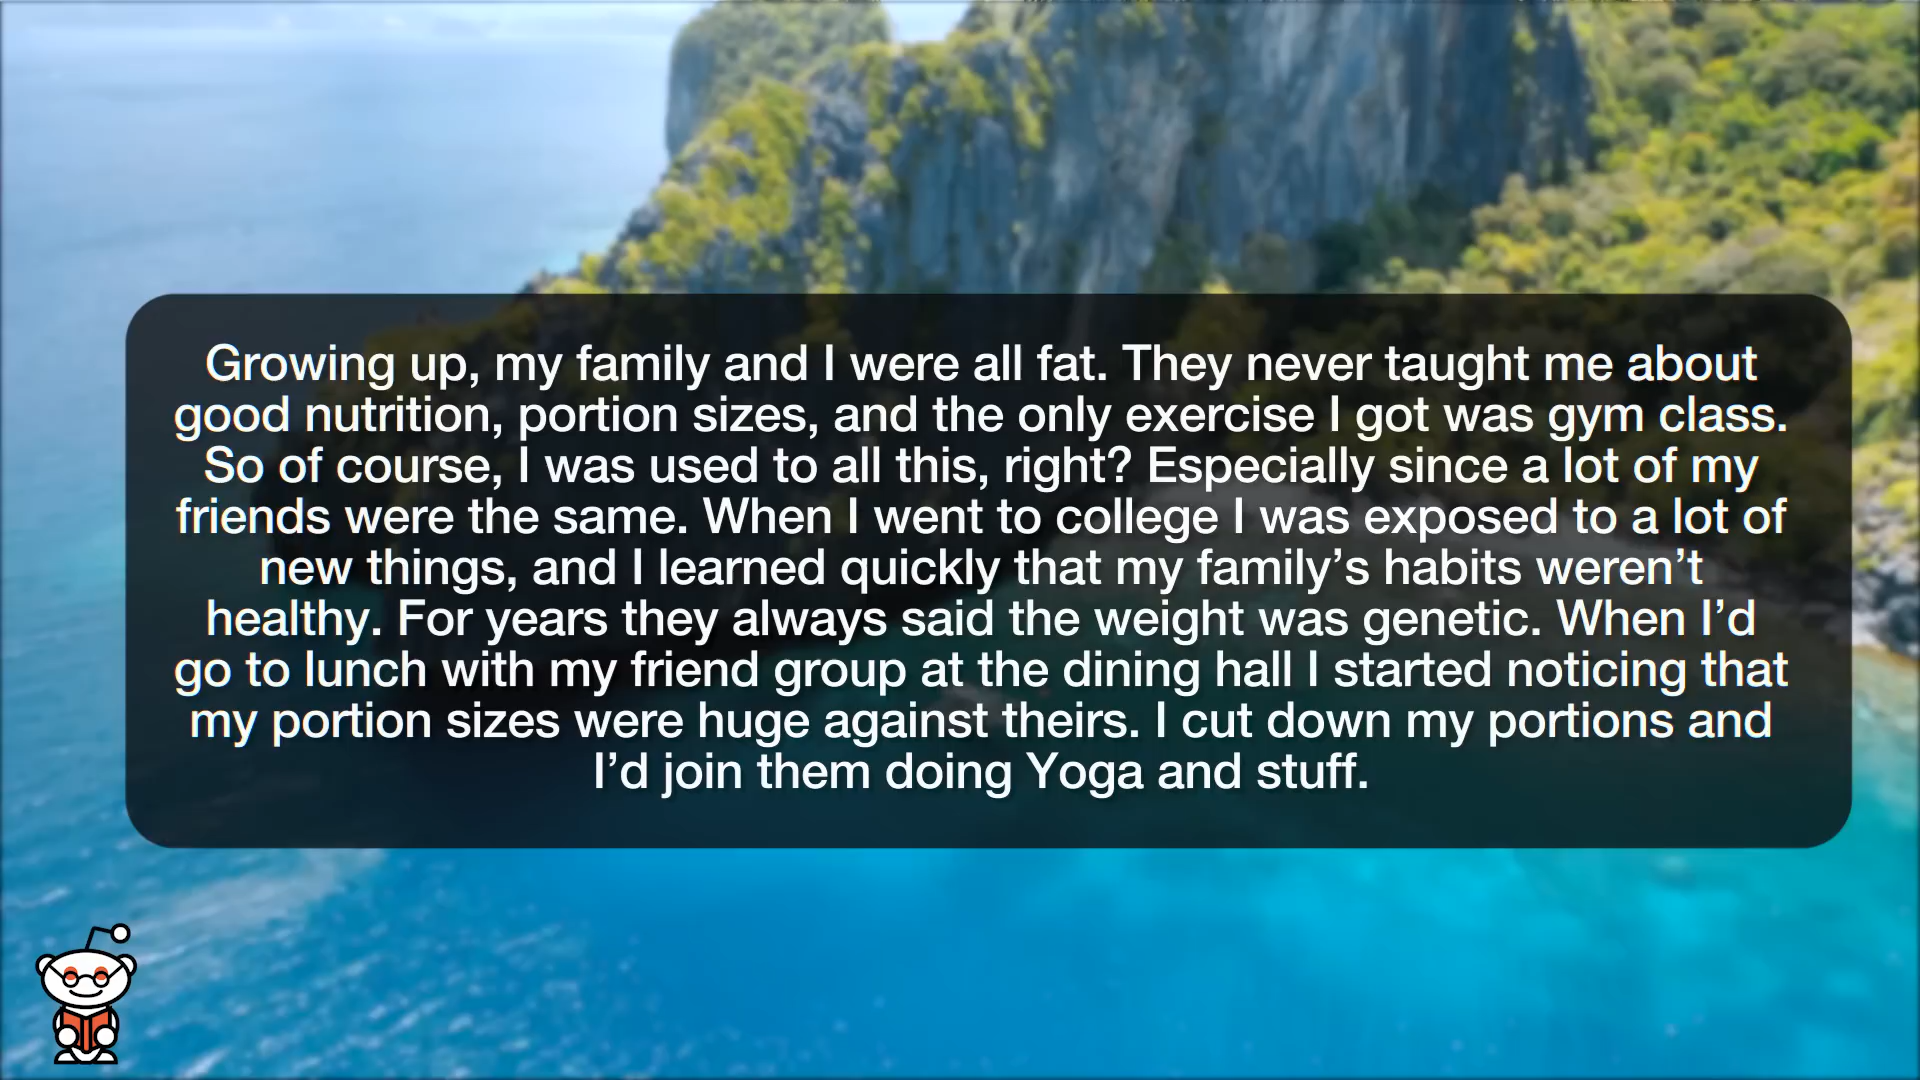 Growing up, my family and I were all fat. They never taught me about
good nutrition, portion sizes, and the only exercise I got was gym class.
So of course, I was used to all this, right? Especially since a lot of my
friends were the same. When I went to college I was exposed to a lot of
new things, and I learned quickly that my family’s habits weren’t
healthy. For years they always said the weight was genetic. When I’d
go to lunch with my friend group at the dining hall I started noticing that
my portion sizes were huge against theirs. I cut down my portions and
I’d join them doing Yoga and stuff.